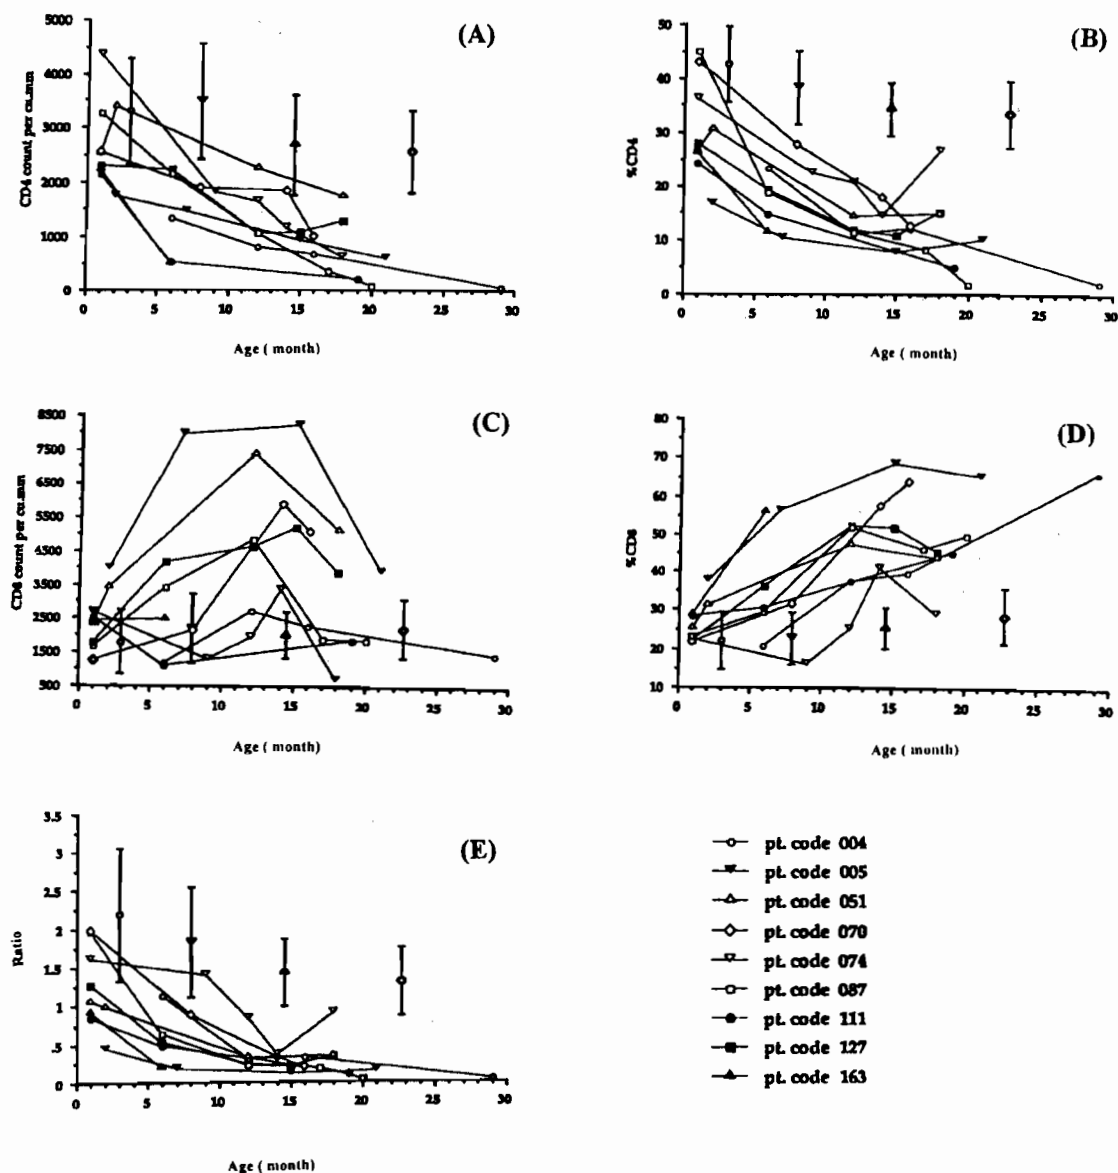 (A)
CD4 count per cu.mm
5000
4000
3000
2000
1000
0
0 5 10 15 20 25 30
Age ( month)
(B)
%CD4
50
40
30
20
10
0
0 5 10 15 20 25 30
Age ( month)
(C)
CD8 count per cu.mm
8500
7500
6500
5500
4500
3500
2500
1500
500
0 5 10 15 20 25 30
Age ( month)
(D)
%CD8
80
70
60
50
40
30
20
10
0 5 10 15 20 25 30
Age ( month)
(E)
Ratio
3.5
3
2.5
2
1.5
1
.5
0
0 5 10 15 20 25 30
Age ( month)
pt. code 004
pt. code 005
pt. code 051
pt. code 070
pt. code 074
pt. code 087
pt. code 111
pt. code 127
pt. code 163